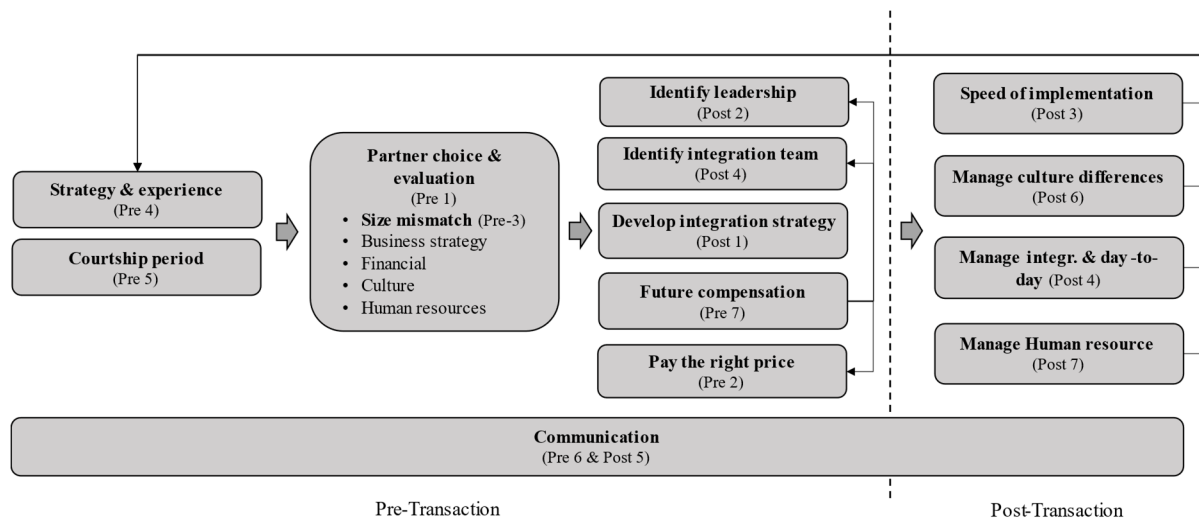 Strategy & experience
(Pre 4)
Courtship period
(Pre 5)
Partner choice &
evaluation
(Pre 1)
• Size mismatch (Pre-3)
• Business strategy
• Financial
• Culture
• Human resources
Identify leadership
(Post 2)
Identify integration team
(Post 4)
Develop integration strategy
(Post 1)
Future compensation
(Pre 7)
Pay the right price
(Pre 2)
Speed of implementation
(Post 3)
Manage culture differences
(Post 6)
Manage integr. & day -to-
day (Post 4)
Manage Human resource
(Post 7)
Communication
(Pre 6 & Post 5)
Pre-Transaction
Post-Transaction